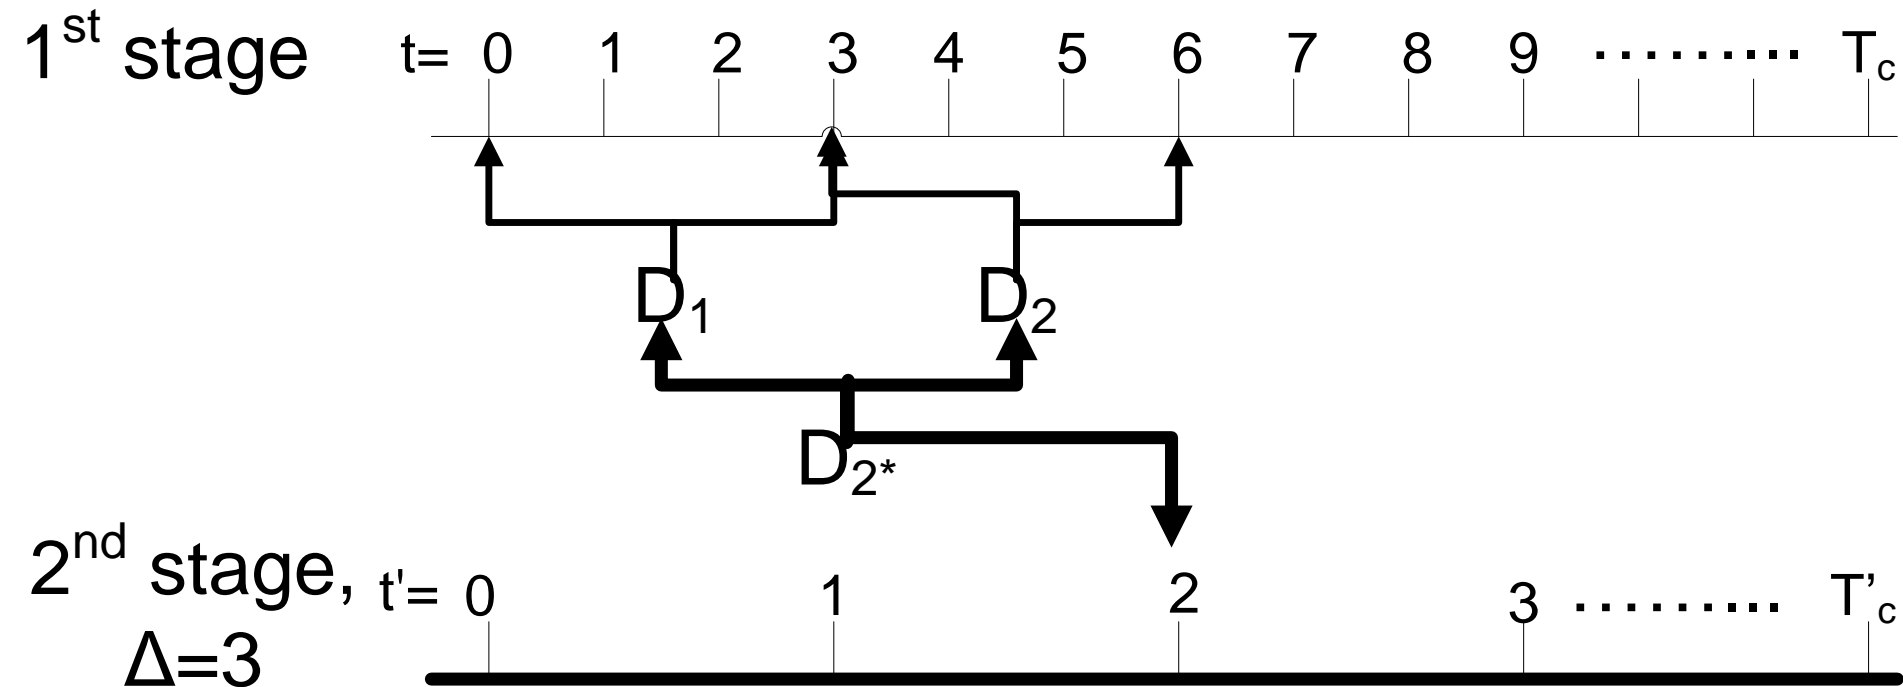 1st stage t= 0 1 2 3 4 5 6 7 8 9 ......... Tc
D1 D2
D2*
2nd stage, t'= 0 1 2 3 ......... T’c
Δ=3